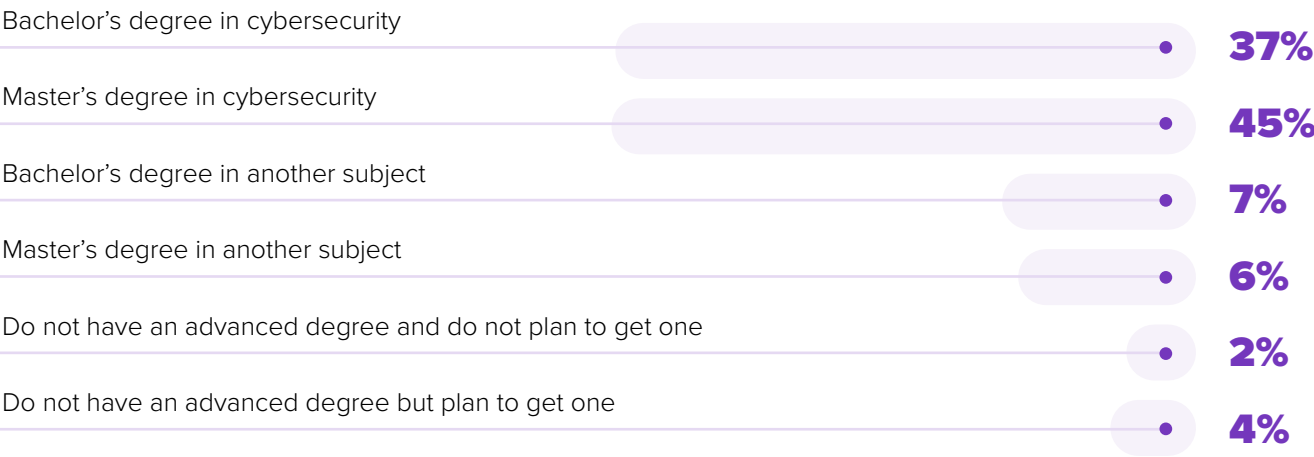 Bachelor’s degree in cybersecurity
37%
Master’s degree in cybersecurity
45%
Bachelor’s degree in another subject
7%
Master’s degree in another subject
6%
Do not have an advanced degree and do not plan to get one
2%
Do not have an advanced degree but plan to get one
4%